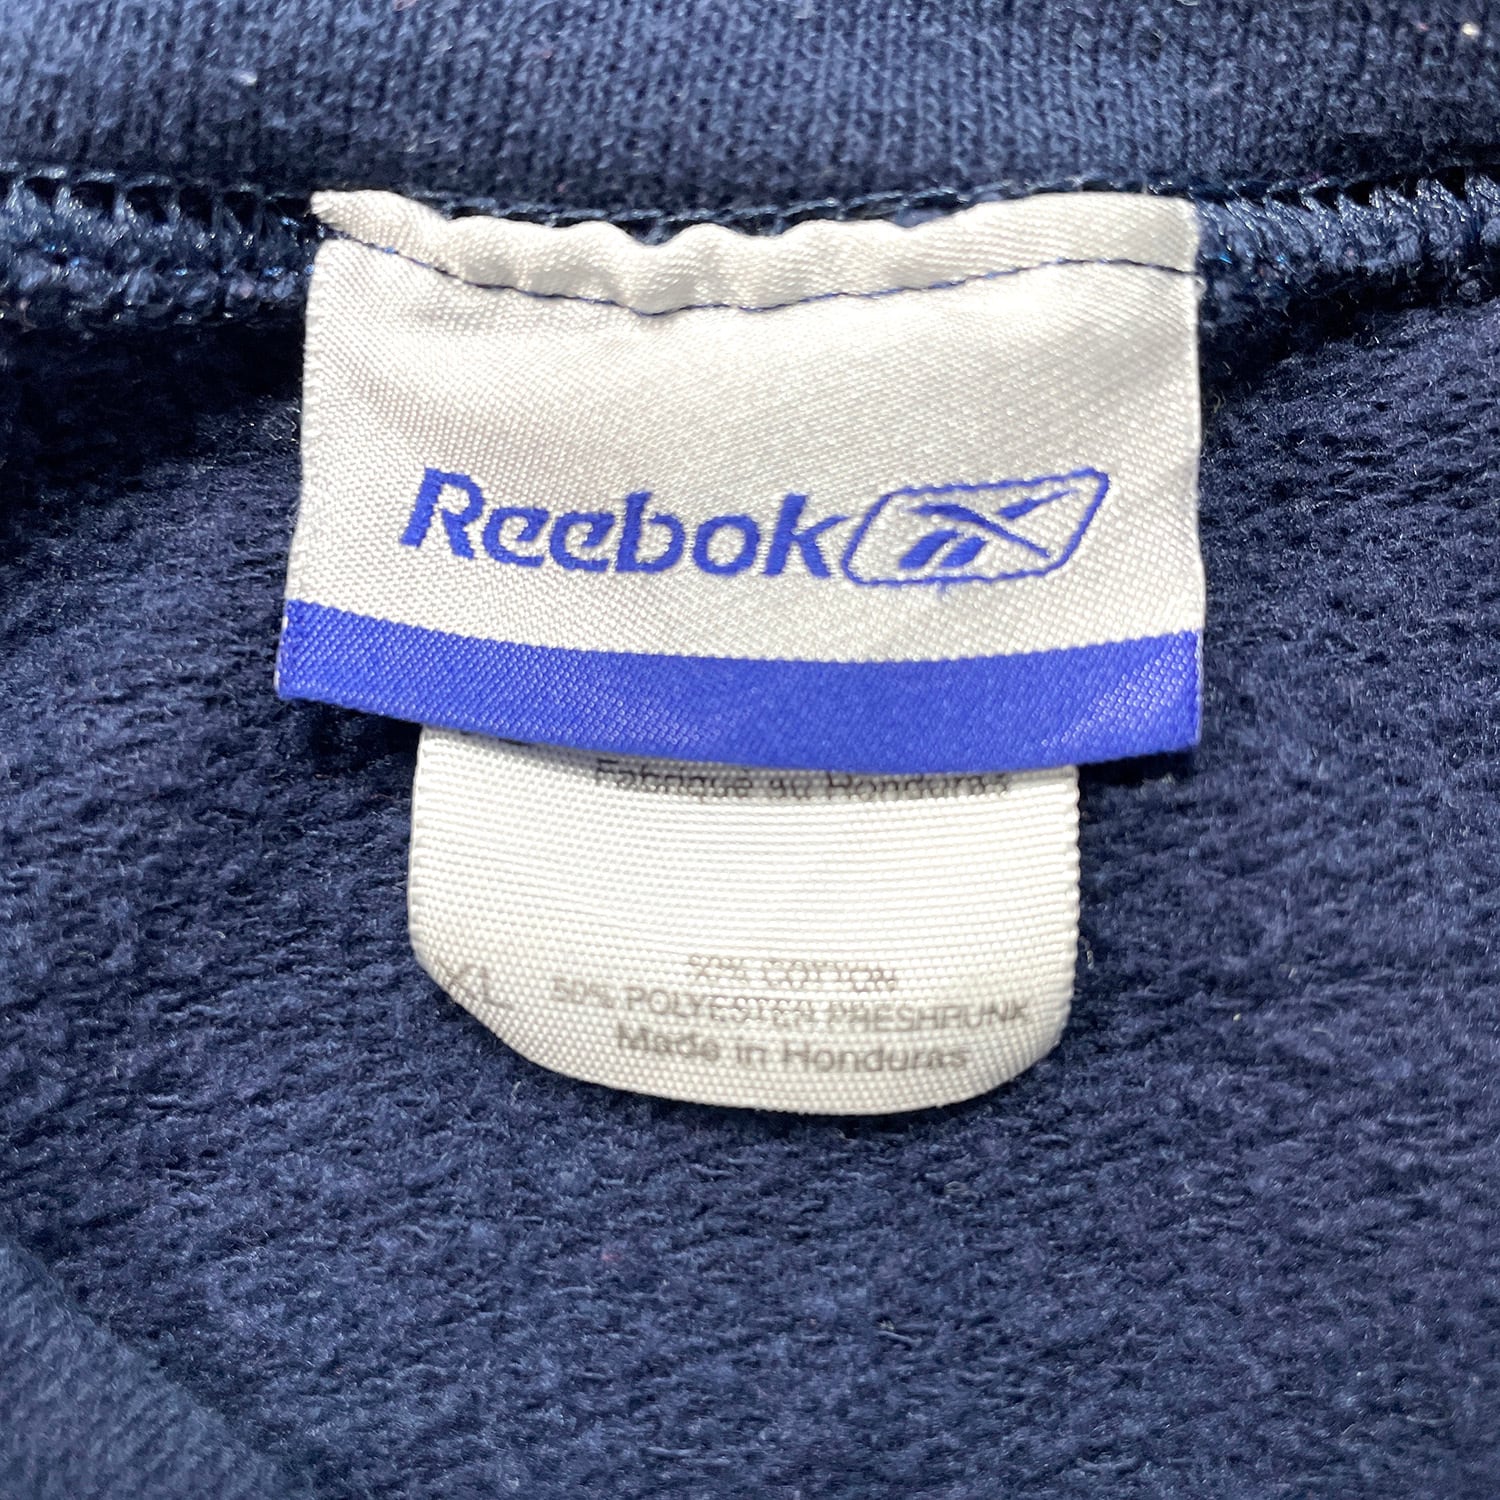 Reebok
Fabriqué au Honduras
50% COTTON
XL 50% POLYESTER PRESHRUNK
Made in Honduras